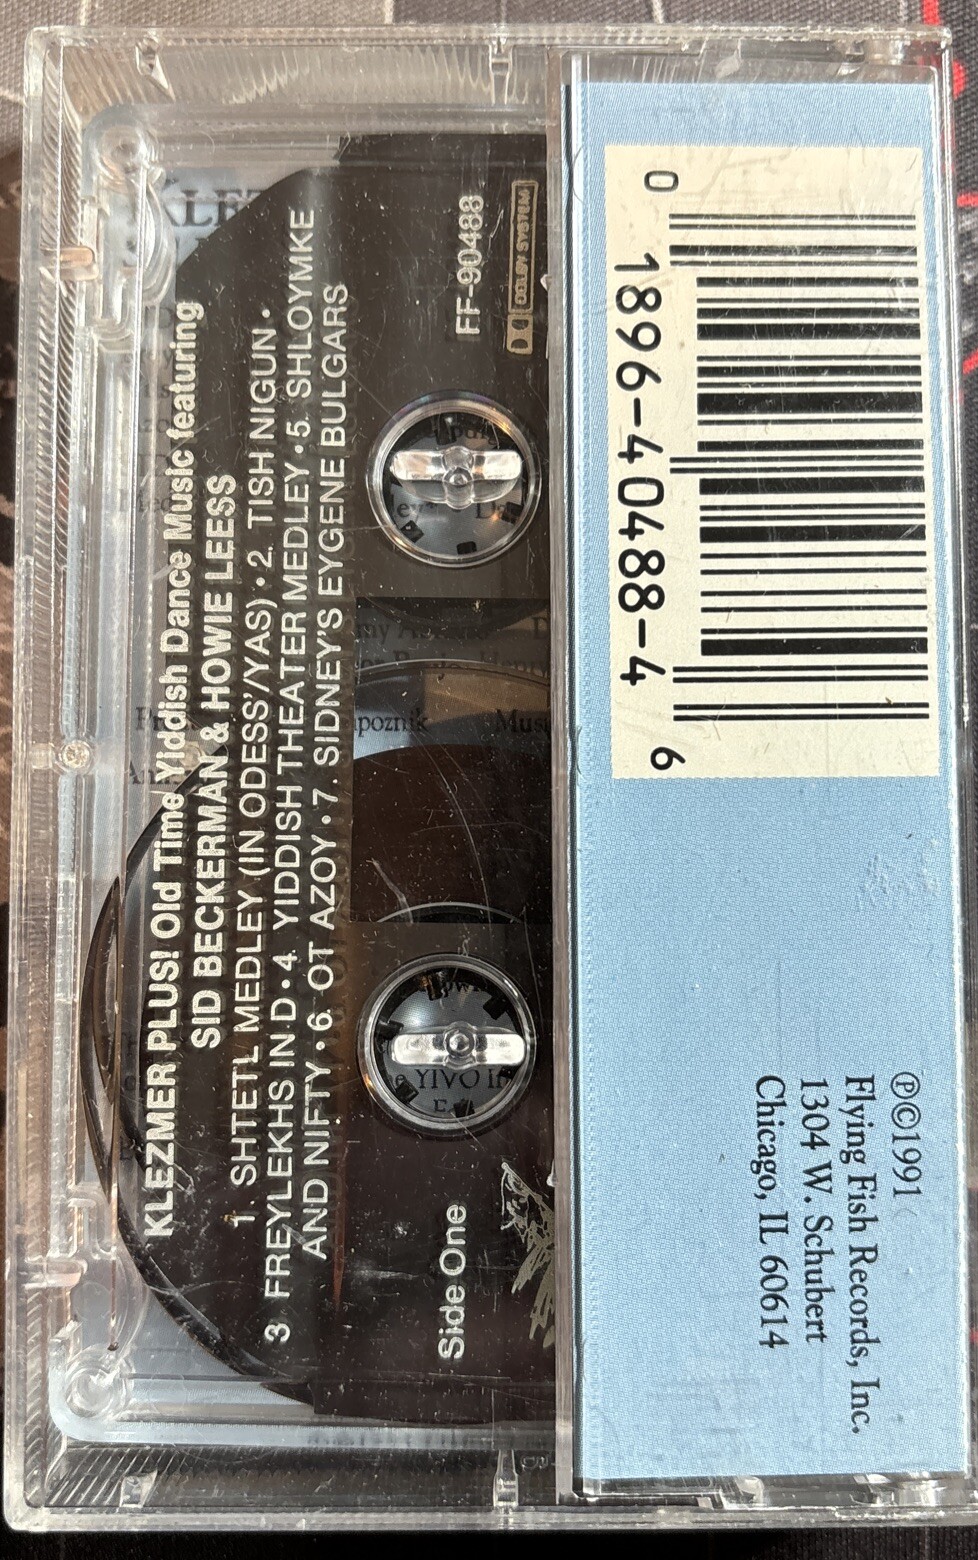 KLEZMER PLUS! Old Time Yiddish Dance Music featuring
SID BECKERMAN & HOWIE LEESS
1. SHTETL MEDLEY (IN ODESS'/YAS) • 2. TISH NIGUN •
3 FREYLEKHS IN D • 4. YIDDISH THEATER MEDLEY • 5. SHLOYMKE
AND NIFTY • 6. OT AZOY • 7. SIDNEY'S EYGENE BULGARS
Side One
FF-90488
DOLBY SYSTEM
YIVO
0 1896-40488-4 6
Ⓟ©1991
Flying Fish Records, Inc.
1304 W. Schubert
Chicago, IL 60614